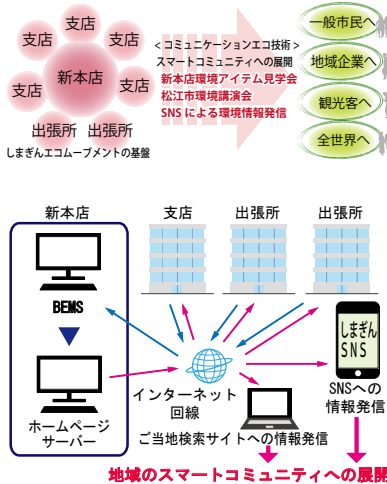 支店
支店
支店
支店
支店
新本店
出張所
出張所
しまぎんエコムーブメントの基盤
<コミュニケーションエコ技術>
スマートコミュニティへの展開
新本店環境アイテム見学会
松江市環境講演会
SNSによる環境情報発信
一般市民へ
地域企業へ
観光客へ
全世界へ
新本店
支店
出張所
出張所
BEMS
ホームページ
サーバー
インターネット
回線
しまぎん
SNS
SNSへの
情報発信
ご当地検索サイトへの情報発信
地域のスマートコミュニティへの展開